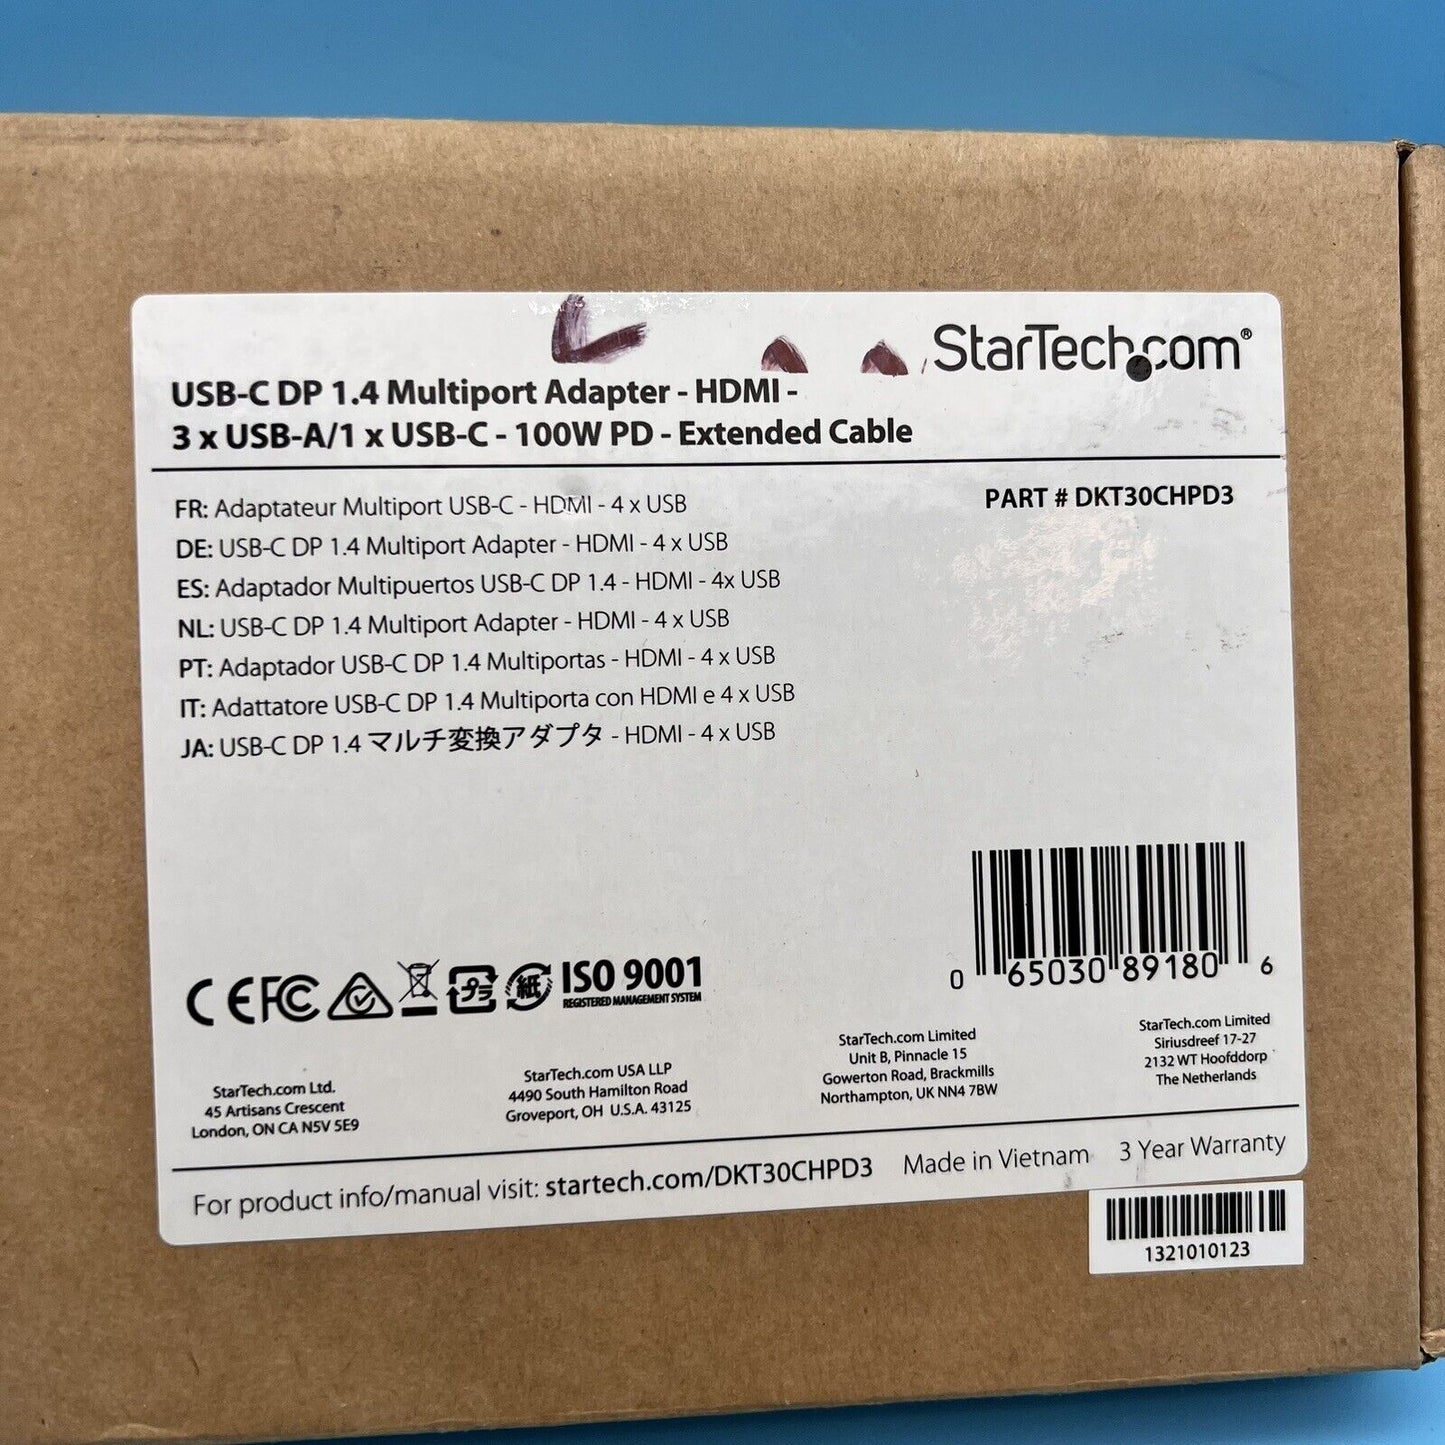 StarTech.com®
USB-C DP 1.4 Multiport Adapter - HDMI -
3 x USB-A/1 x USB-C - 100W PD - Extended Cable
PART # DKT30CHPD3
FR: Adaptateur Multiport USB-C - HDMI - 4 x USB
DE: USB-C DP 1.4 Multiport Adapter - HDMI - 4 x USB
ES: Adaptador Multipuertos USB-C DP 1.4 - HDMI - 4x USB
NL: USB-C DP 1.4 Multiport Adapter - HDMI - 4 x USB
PT: Adaptador USB-C DP 1.4 Multiportas - HDMI - 4 x USB
IT: Adattatore USB-C DP 1.4 Multiporta con HDMI e 4 x USB
JA: USB-C DP 1.4 マルチ変換アダプタ - HDMI - 4 x USB
0 65030 89180 6
CE FC プラ 紙 ISO 9001
REGISTERED MANAGEMENT SYSTEM
StarTech.com Ltd.
45 Artisans Crescent
London, ON CA N5V 5E9
StarTech.com USA LLP
4490 South Hamilton Road
Groveport, OH U.S.A. 43125
StarTech.com Limited
Unit B, Pinnacle 15
Gowerton Road, Brackmills
Northampton, UK NN4 7BW
StarTech.com Limited
Siriusdreef 17-27
2132 WT Hoofddorp
The Netherlands
For product info/manual visit: startech.com/DKT30CHPD3 Made in Vietnam 3 Year Warranty
1321010123